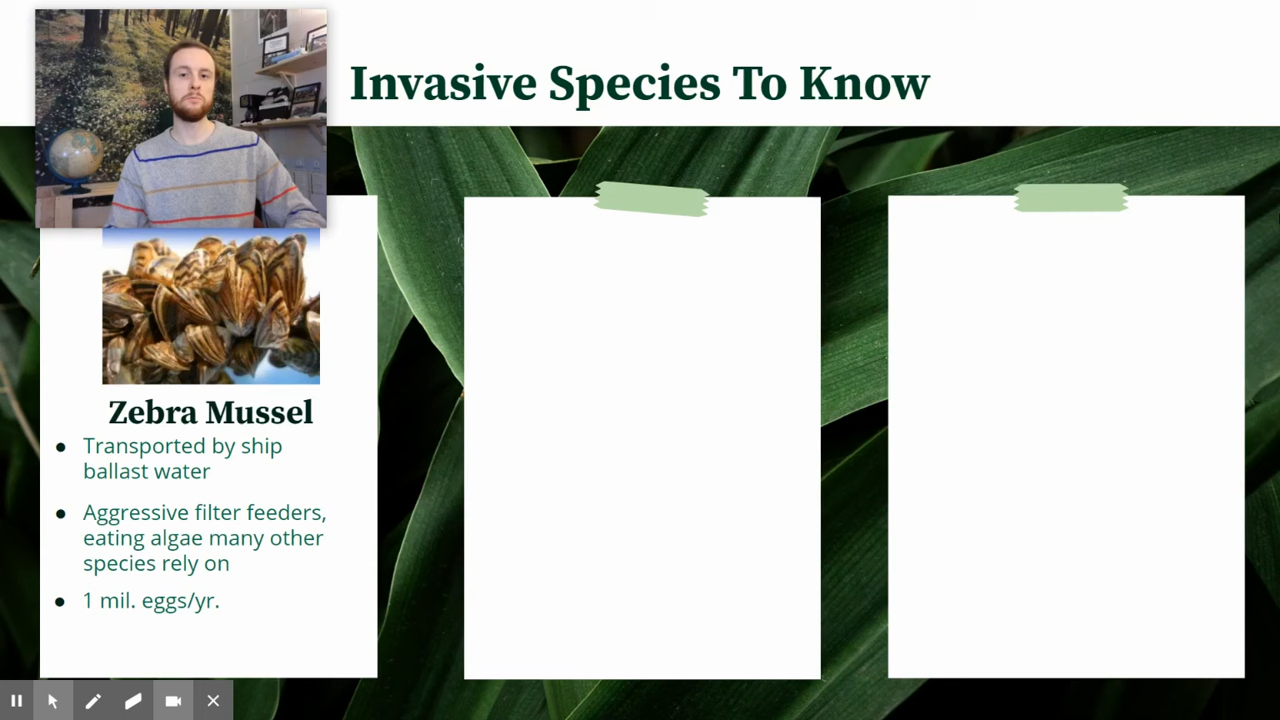 Invasive Species To Know
Zebra Mussel
● Transported by ship
ballast water
● Aggressive filter feeders,
eating algae many other
species rely on
● 1 mil. eggs/yr.